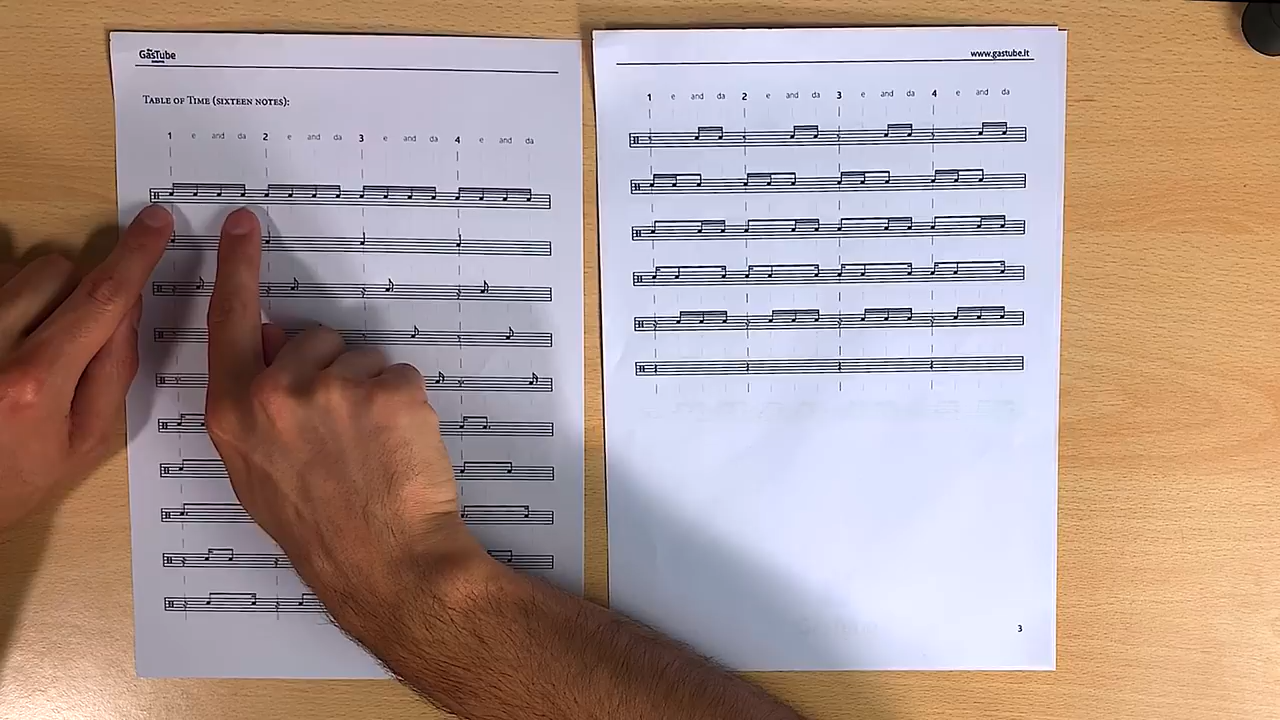 GasTube
TABLE OF TIME (SIXTEEN NOTES):
1 e and da 2 e and da 3 e and da 4 e and da
www.gastube.it
1 e and da 2 e and da 3 e and da 4 e and da
3